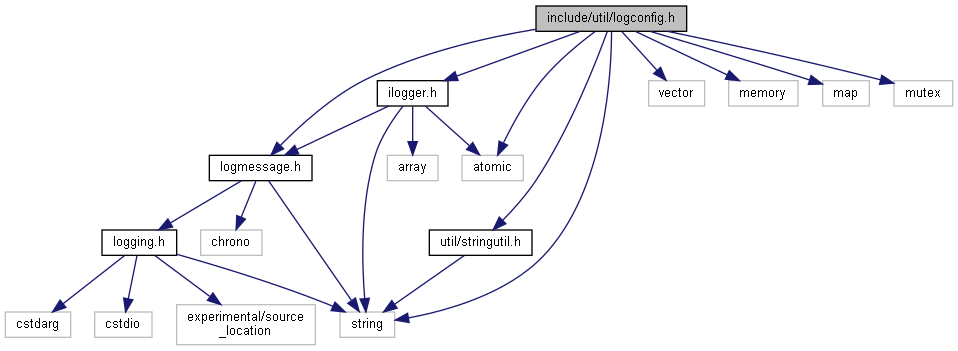 include/util/logconfig.h
ilogger.h
vector
memory
map
mutex
logmessage.h
array
atomic
logging.h
chrono
util/stringutil.h
cstdarg
cstdio
experimental/source
_location
string